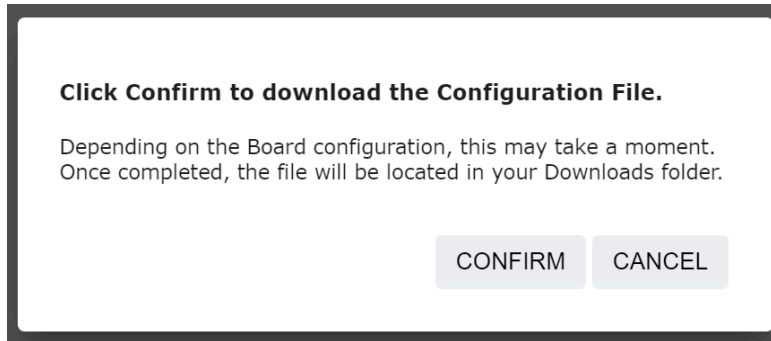 Click Confirm to download the Configuration File.
Depending on the Board configuration, this may take a moment.
Once completed, the file will be located in your Downloads folder.
CONFIRM CANCEL